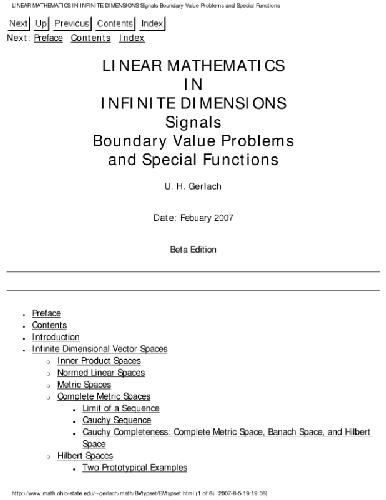 LINEAR MATHEMATICS IN INFINITE DIMENSIONS Signals Boundary Value Problems and Special Functions
Next Up Previous Contents Index
Next: Preface Contents Index
LINEAR MATHEMATICS
IN
INFINITE DIMENSIONS
Signals
Boundary Value Problems
and Special Functions
U. H. Gerlach
Date: Febuary 2007
Beta Edition
Preface
Contents
Introduction
Infinite Dimensional Vector Spaces
Inner Product Spaces
Normed Linear Spaces
Metric Spaces
Complete Metric Spaces
Limit of a Sequence
Cauchy Sequence
Cauchy Completeness: Complete Metric Space, Banach Space, and Hilbert
Space
Hilbert Spaces
Two Prototypical Examples
http://www.math.ohio-state.edu/~gerlach/math/BVtypset/BVtypset.html (1 of 6) [2007-8-5 19:19:06]